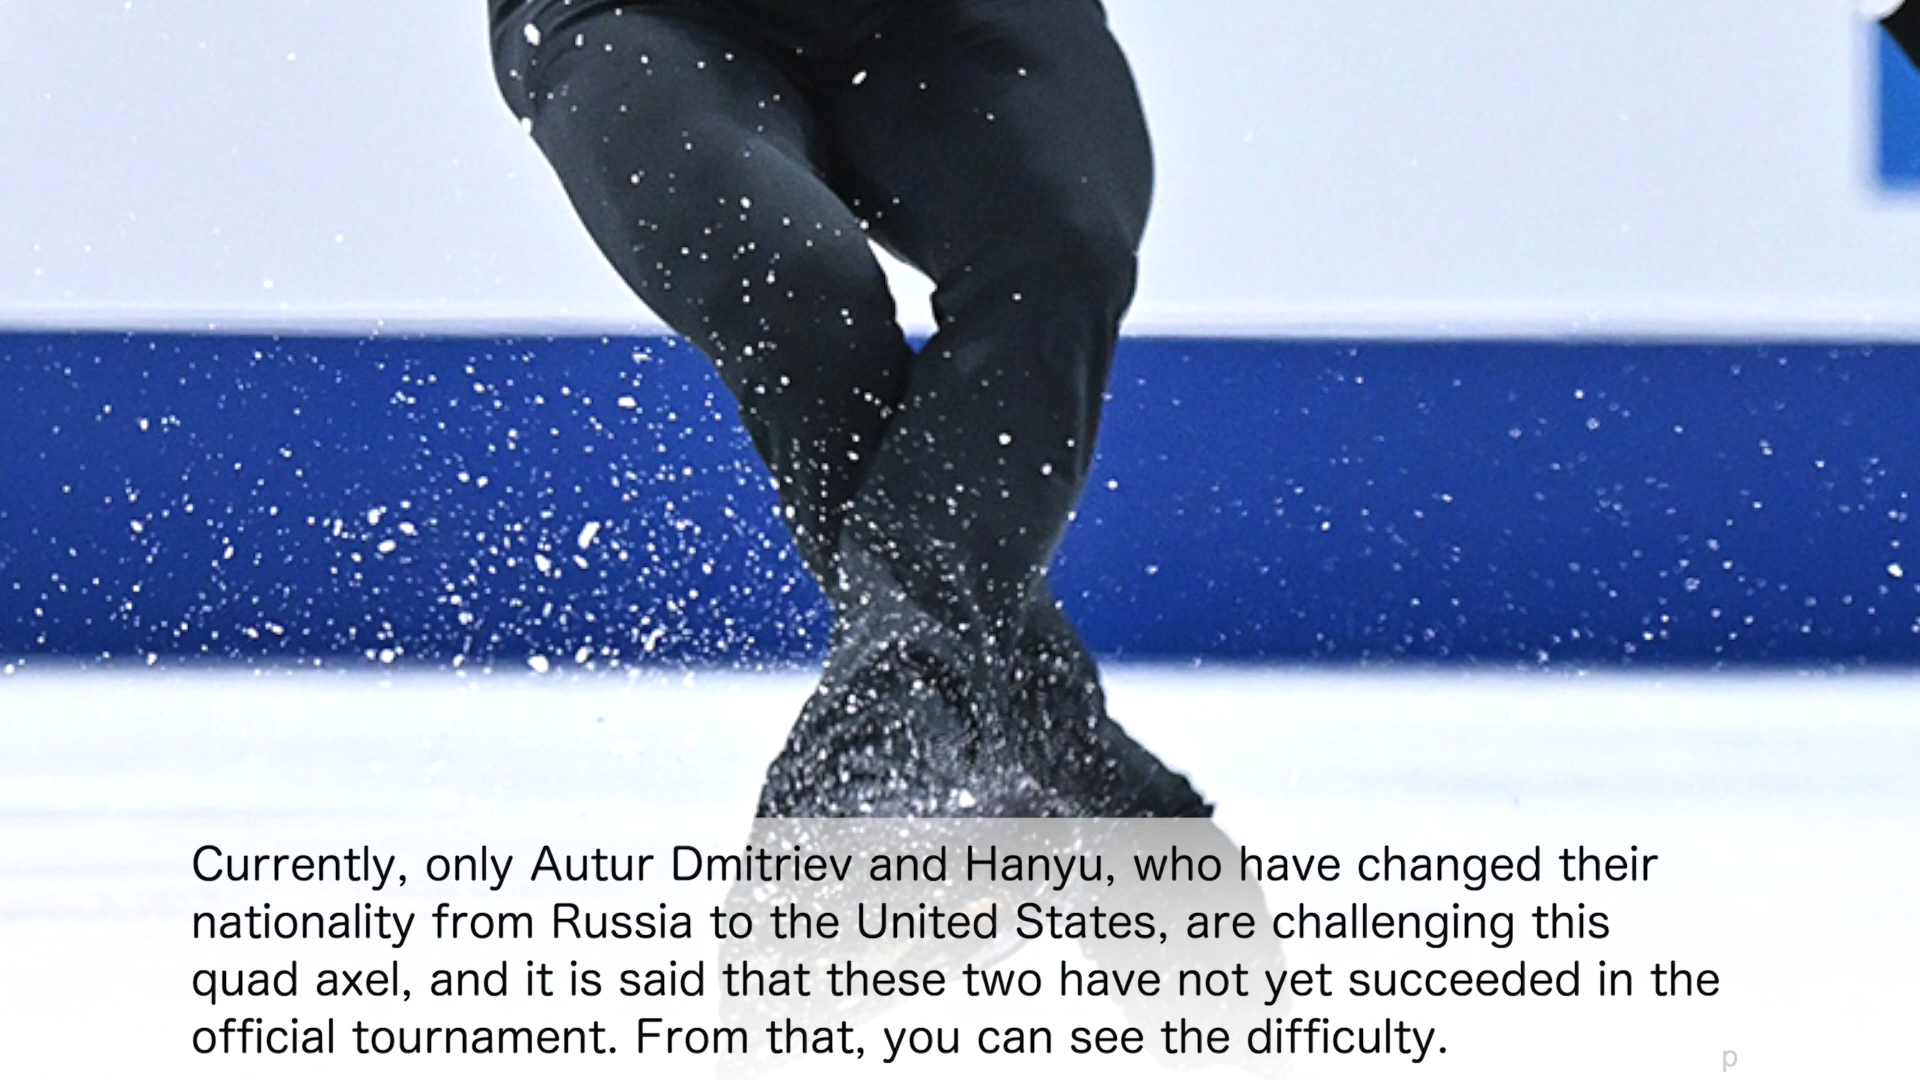 Currently, only Autur Dmitriev and Hanyu, who have changed their
nationality from Russia to the United States, are challenging this
quad axel, and it is said that these two have not yet succeeded in the
official tournament. From that, you can see the difficulty.
p